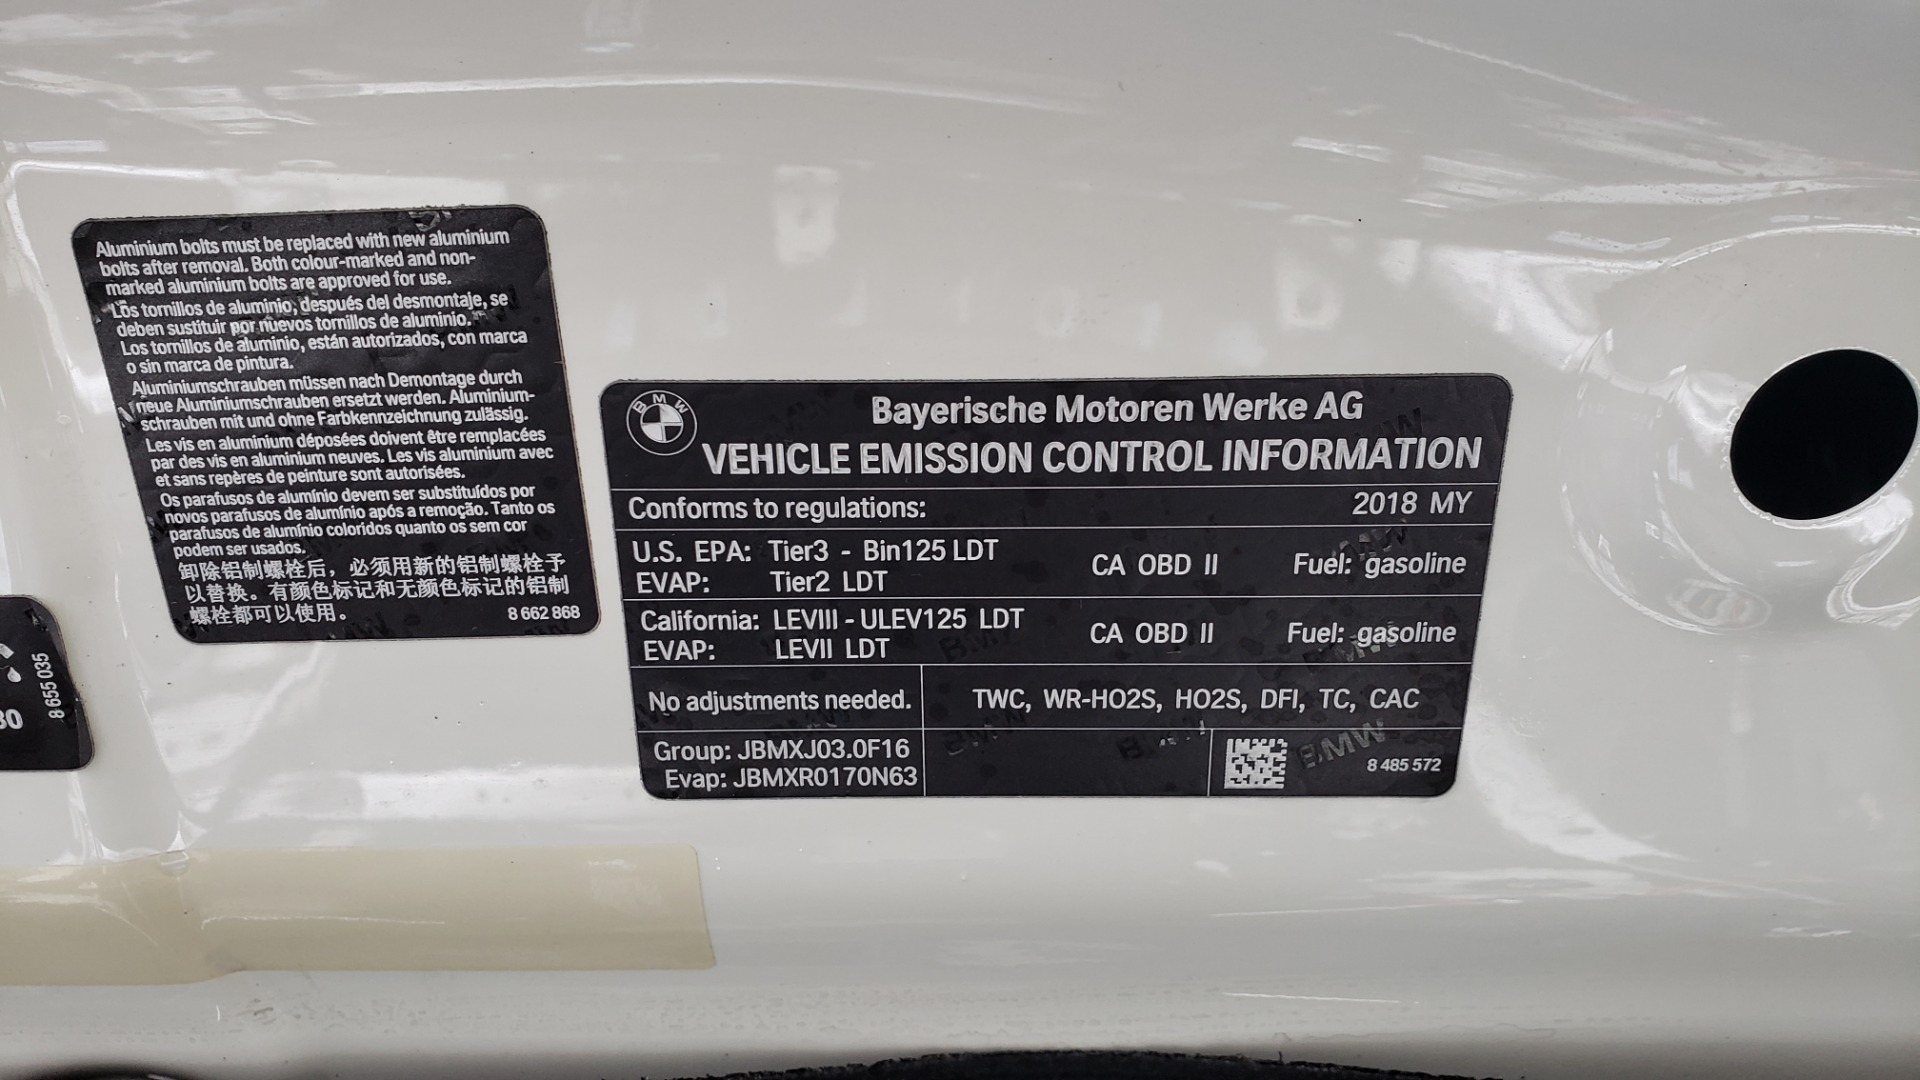 Aluminium bolts must be replaced with new aluminium
bolts after removal. Both colour-marked and non-
marked aluminium bolts are approved for use.
Los tornillos de aluminio, después del desmontaje, se
deben sustituir por nuevos tornillos de aluminio.
Los tornillos de aluminio, están autorizados, con marca
o sin marca de pintura.
Aluminiumschrauben müssen nach Demontage durch
neue Aluminiumschrauben ersetzt werden. Aluminium-
schrauben mit und ohne Farbkennzeichnung zulässig.
Les vis en aluminium déposées doivent être remplacées
par des vis en aluminium neuves. Les vis aluminium avec
et sans repères de peinture sont autorisées.
Os parafusos de alumínio devem ser substituídos por
novos parafusos de alumínio após a remoção. Tanto os
parafusos de alumínio coloridos quanto os sem cor
podem ser usados.
卸除铝制螺栓后，必须用新的铝制螺栓予
以替换。有颜色标记和无颜色标记的铝制
螺栓都可以使用。
8 662 868
8 655 035
BMW
Bayerische Motoren Werke AG
VEHICLE EMISSION CONTROL INFORMATION
Conforms to regulations: 2018 MY
U.S. EPA: Tier3 - Bin125 LDT
EVAP: Tier2 LDT
CA OBD II Fuel: gasoline
California: LEVIII - ULEV125 LDT
EVAP: LEVII LDT
CA OBD II Fuel: gasoline
No adjustments needed. TWC, WR-HO2S, HO2S, DFI, TC, CAC
Group: JBMXJ03.0F16
Evap: JBMXR0170N63
BMW
8 485 572